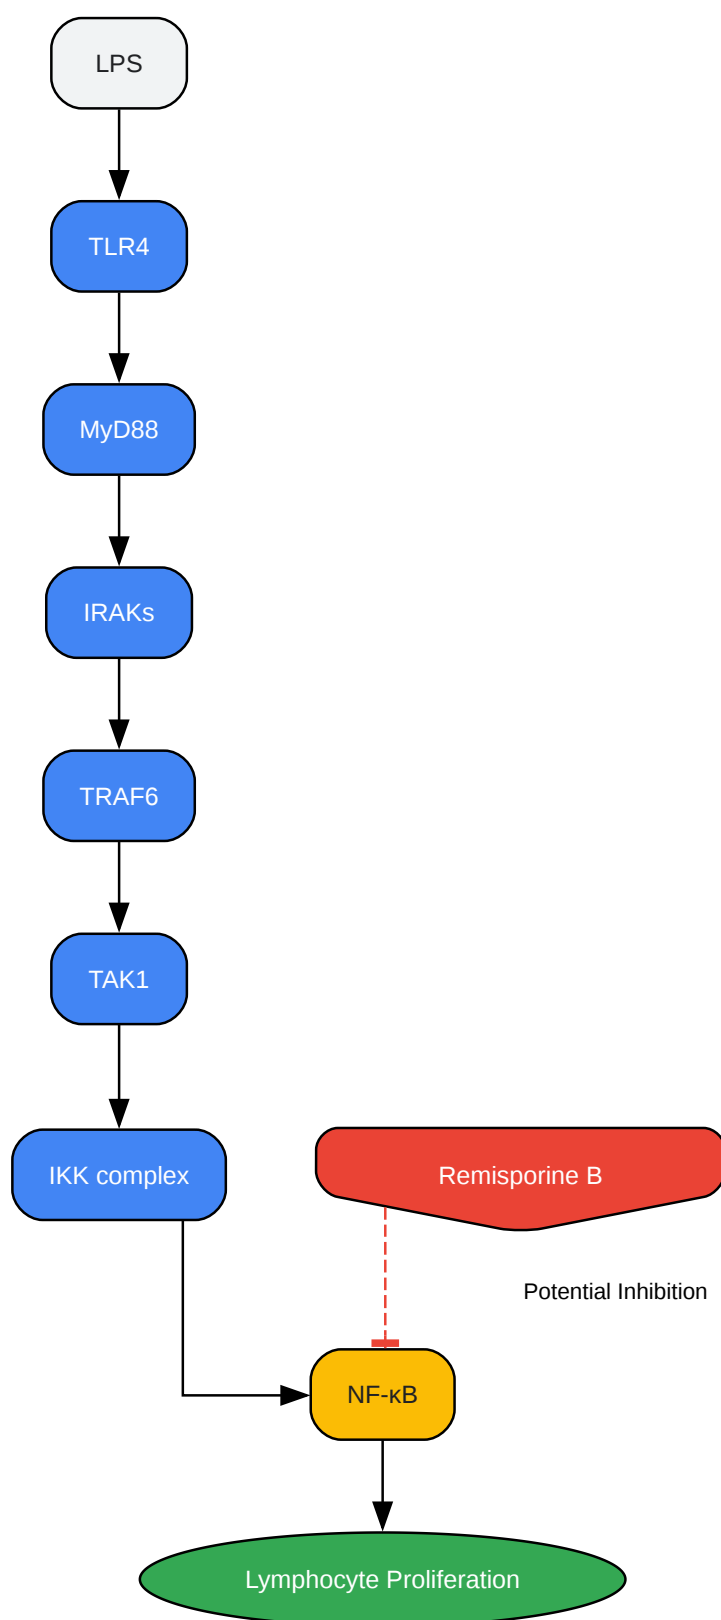 LPS
TLR4
MyD88
IRAKs
TRAF6
TAK1
IKK complex
Remisporine B
Potential Inhibition
NF-κB
Lymphocyte Proliferation